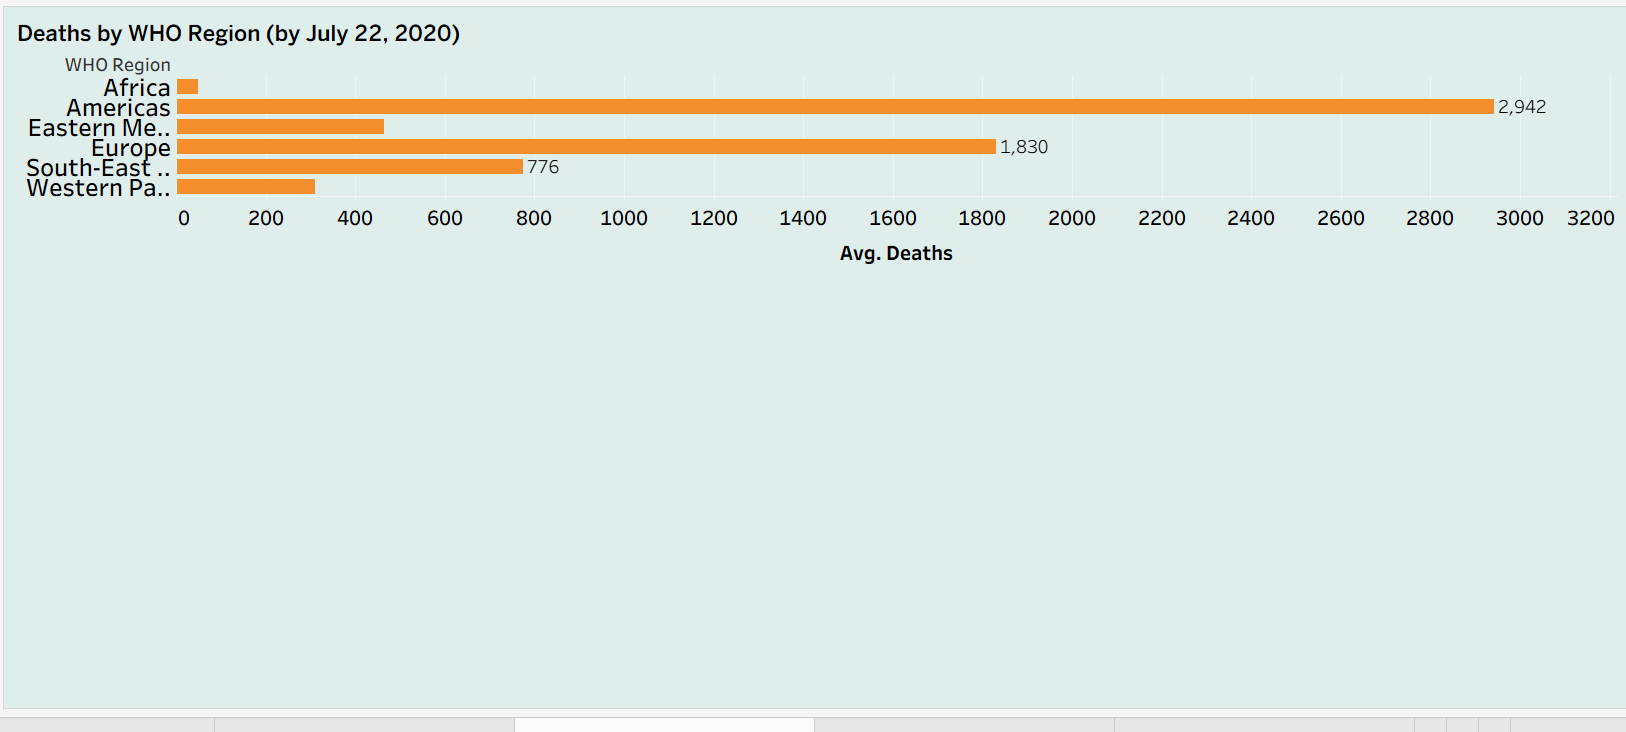 Deaths by WHO Region (by July 22, 2020)
WHO Region
Africa
Americas 2,942
Eastern Me..
Europe 1,830
South-East .. 776
Western Pa..
0 200 400 600 800 1000 1200 1400 1600 1800 2000 2200 2400 2600 2800 3000 3200
Avg. Deaths